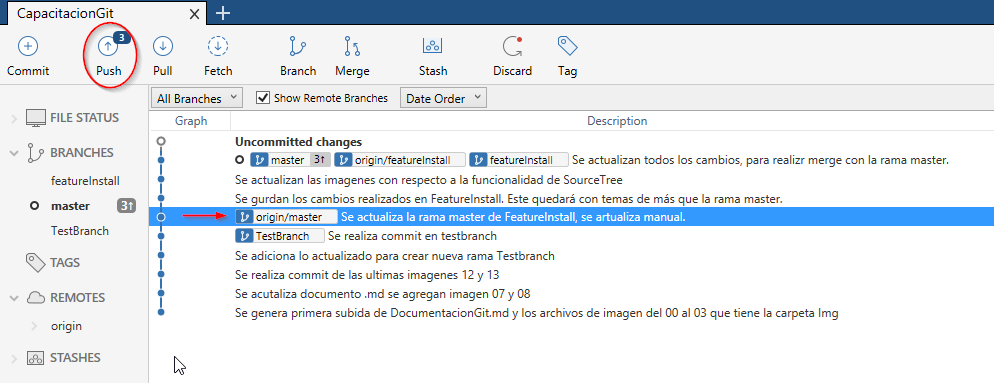 CapacitacionGit
3
Commit Push Pull Fetch Branch Merge Stash Discard Tag
All Branches Show Remote Branches Date Order
Graph Description
FILE STATUS
BRANCHES
featureInstall
master 3↑
TestBranch
TAGS
REMOTES
origin
STASHES
Uncommitted changes
master 3↑ origin/featureInstall featureInstall Se actualizan todos los cambios, para realizr merge con la rama master.
Se actualizan las imagenes con respecto a la funcionalidad de SourceTree
Se gurdan los cambios realizados en FeatureInstall. Este quedará con temas de más que la rama master.
origin/master Se actualiza la rama master de FeatureInstall, se artualiza manual.
TestBranch Se realiza commit en testbranch
Se adiciona lo actualizado para crear nueva rama Testbranch
Se realiza commit de las ultimas imagenes 12 y 13
Se acutaliza documento .md se agregan imagen 07 y 08
Se genera primera subida de DocumentacionGit.md y los archivos de imagen del 00 al 03 que tiene la carpeta Img